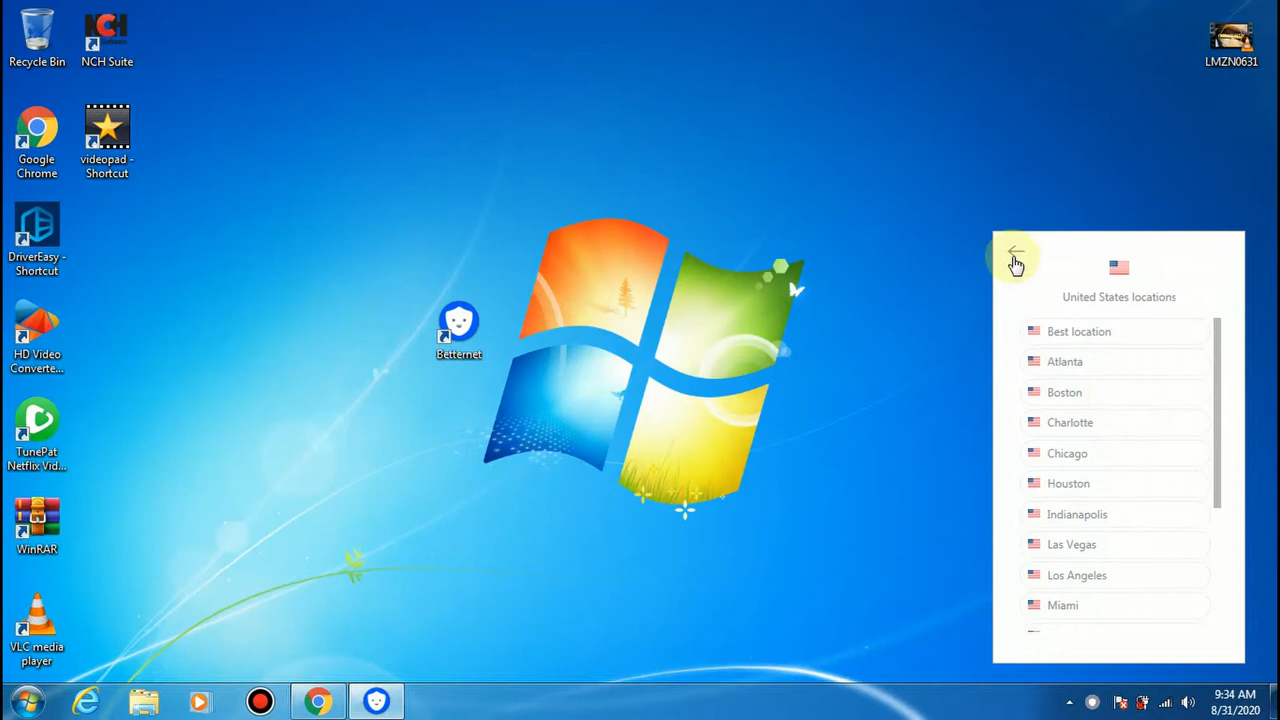 Recycle Bin
NCH Suite
Google
Chrome
videopad -
Shortcut
DriverEasy -
Shortcut
HD Video
Converte...
TunePat
Netflix Vid...
WinRAR
VLC media
player
Betternet
LMZN0631
United States locations
Best location
Atlanta
Boston
Charlotte
Chicago
Houston
Indianapolis
Las Vegas
Los Angeles
Miami
9:34 AM
8/31/2020